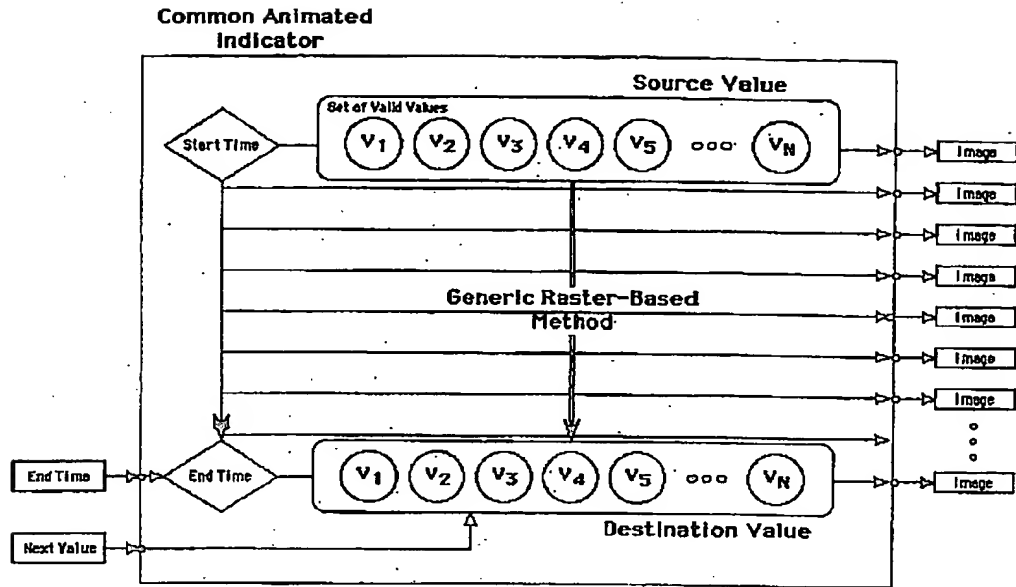 Common Animated
Indicator
Source Value
Set of Valid Values
Start Time
V1 V2 V3 V4 V5 ooo VN
Image
Image
Image
Image
Generic Raster-Based
Method
Image
Image
Image
End Time
End Time
V1 V2 V3 V4 V5 ooo VN
Image
Destination Value
Next Value